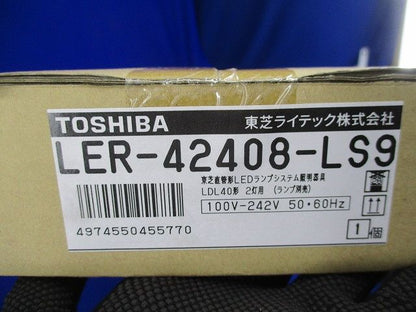 TOSHIBA 東芝ライテック株式会社
LER-42408-LS9
東芝直管形LEDランプシステム照明器具
LDL40形 2灯用 (ランプ別売)
100V-242V 50・60Hz
4974550455770
1個